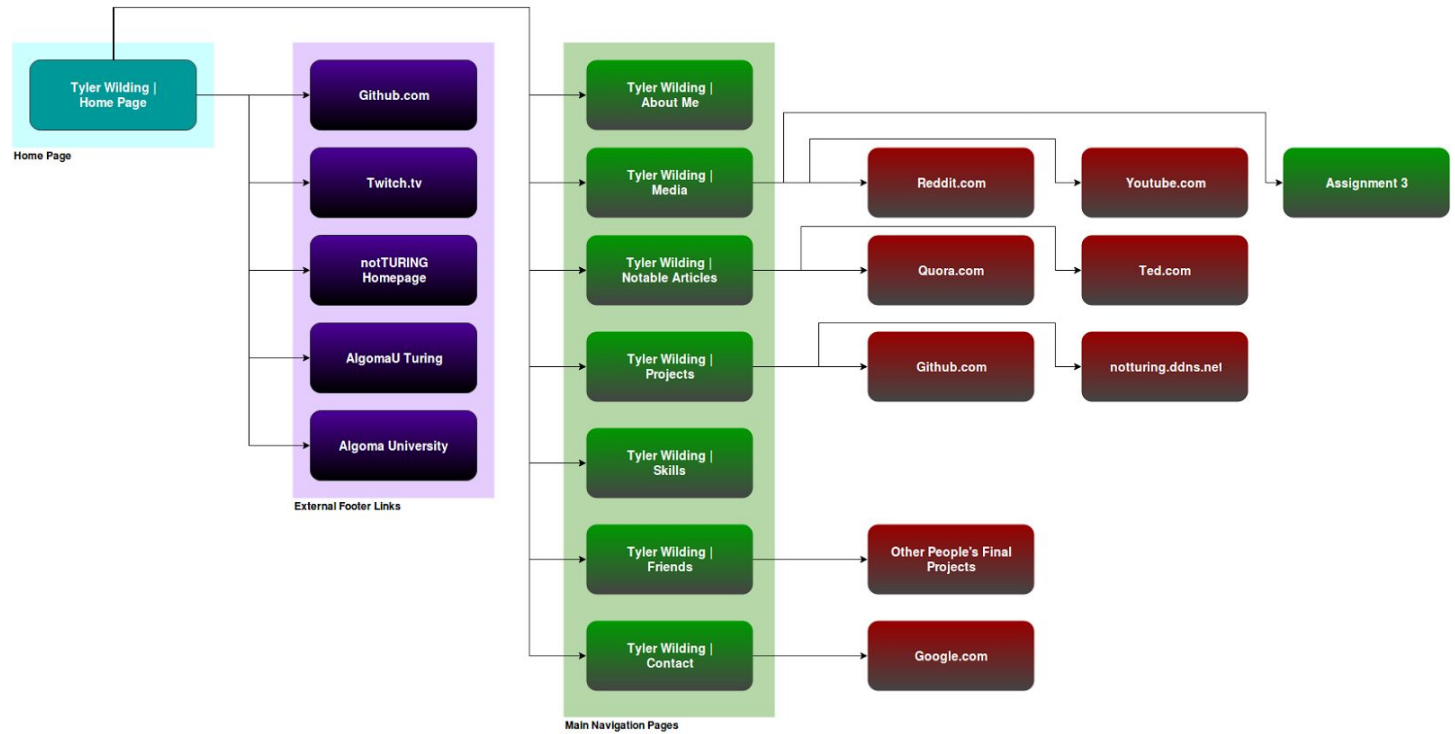 Tyler Wilding |
Home Page
Home Page
Github.com
Twitch.tv
notTURING
Homepage
AlgomaU Turing
Algoma University
External Footer Links
Tyler Wilding |
About Me
Tyler Wilding |
Media
Reddit.com
Youtube.com
Assignment 3
Tyler Wilding |
Notable Articles
Quora.com
Ted.com
Tyler Wilding |
Projects
Github.com
notturing.ddns.net
Tyler Wilding |
Skills
Tyler Wilding |
Friends
Other People's Final
Projects
Tyler Wilding |
Contact
Google.com
Main Navigation Pages